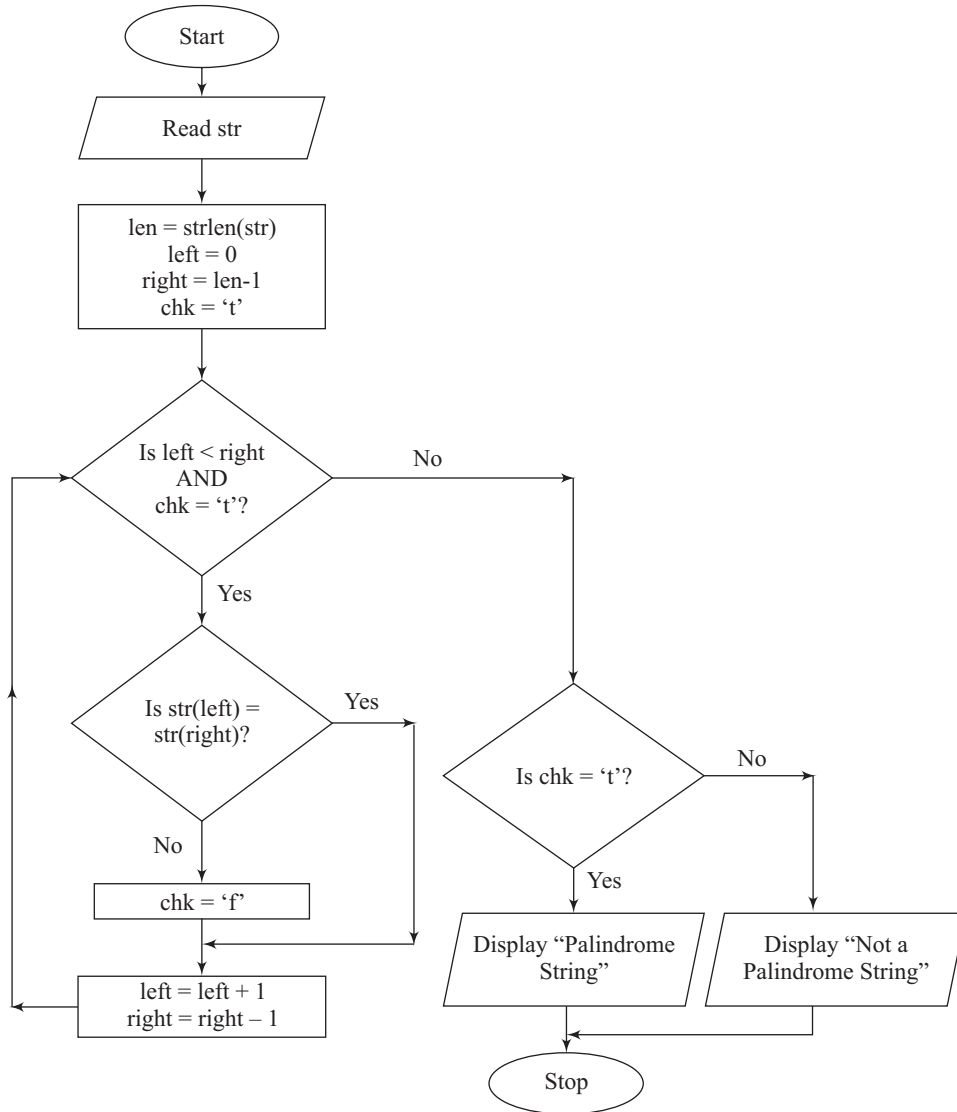 Start
Read str
len = strlen(str)
left = 0
right = len-1
chk = ‘t’
Is left < right
AND
chk = ‘t’?
No
Yes
Is str(left) =
str(right)?
Yes
No
chk = ‘f’
left = left + 1
right = right – 1
Is chk = ‘t’?
No
Yes
Display “Palindrome
String”
Display “Not a
Palindrome String”
Stop